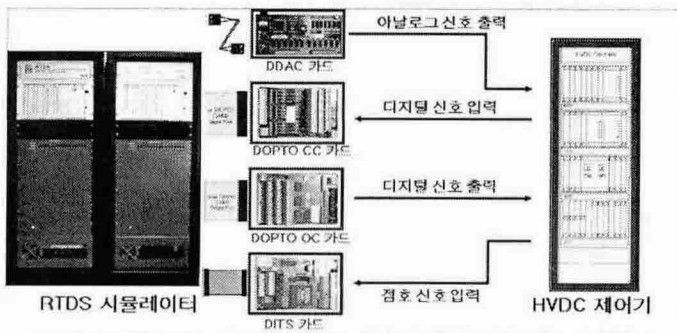 아날로그 신호 출력
DDAC 카드
디지털 신호 입력
DOPTO CC 카드
디지털 신호 출력
DOPTO OC 카드
RTDS 시뮬레이터
점호 신호 입력
DITS 카드
HVDC 제어기